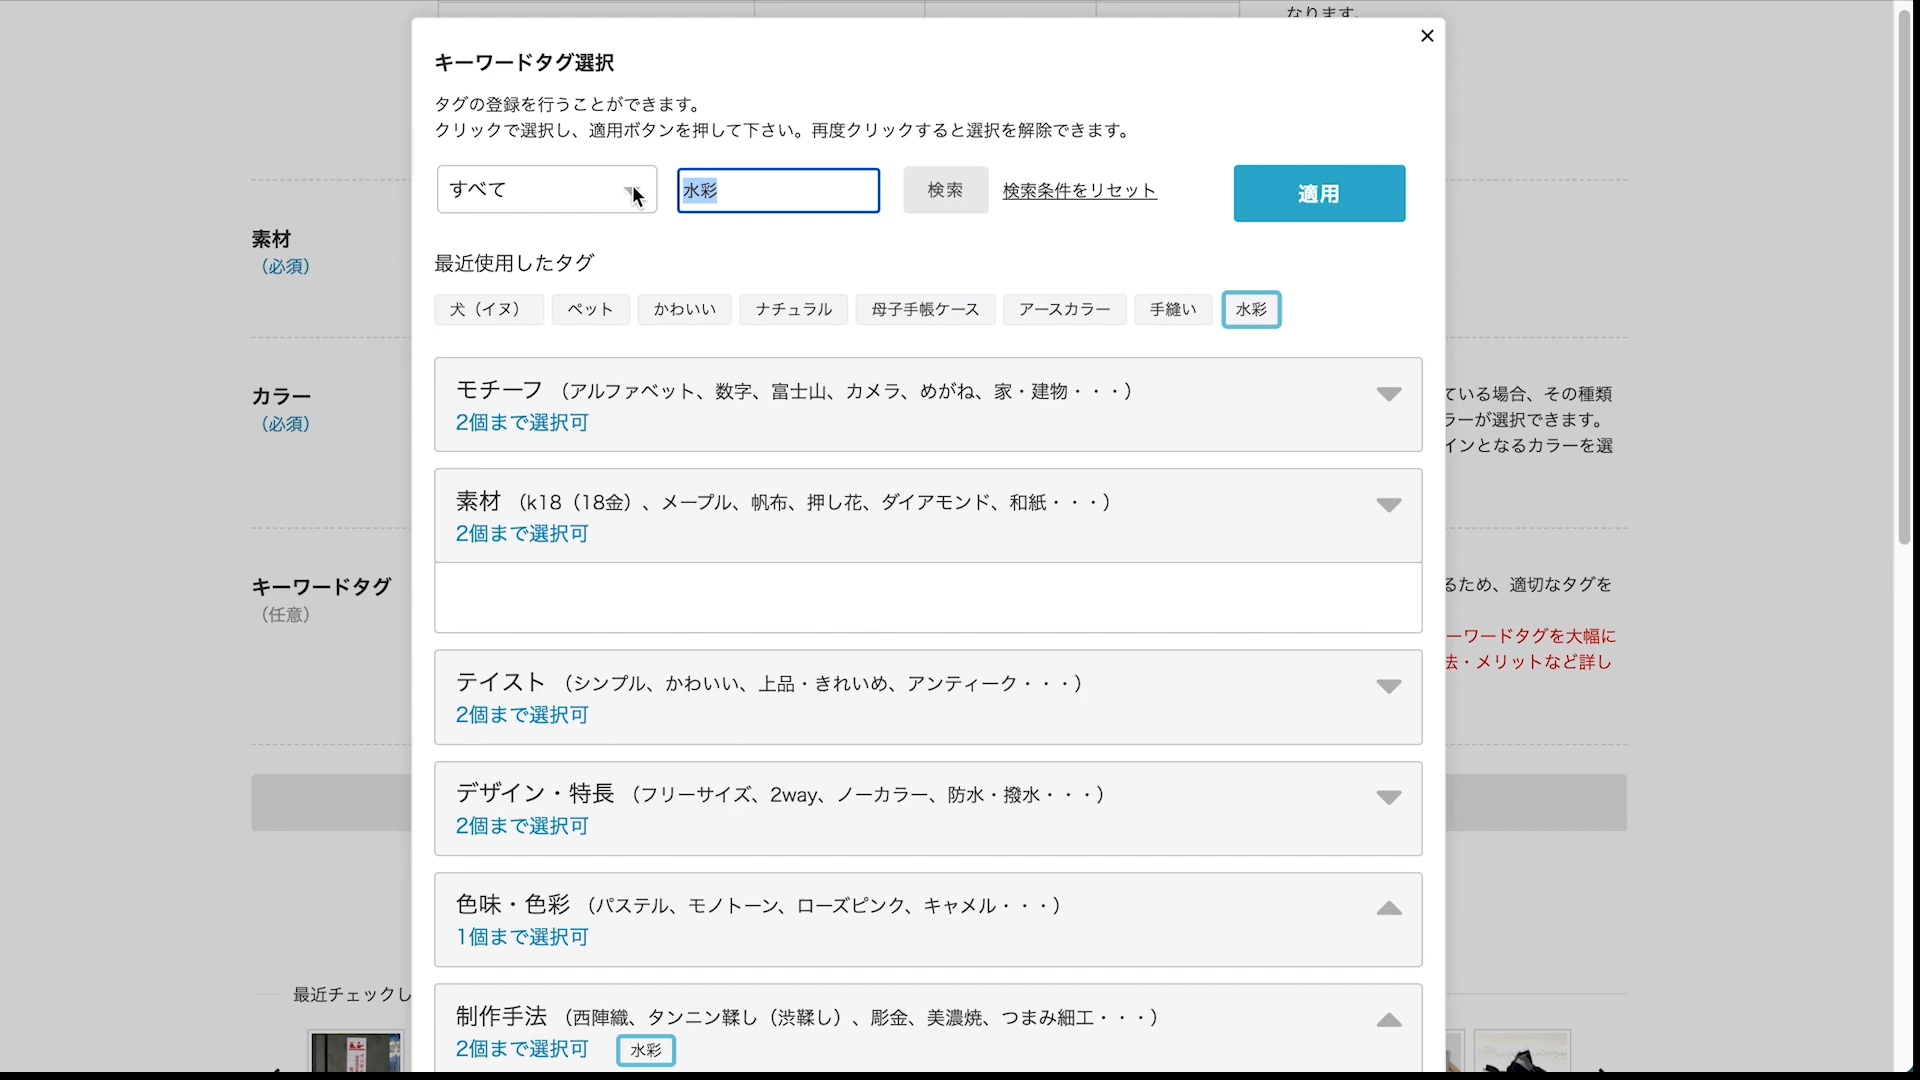 なります。
キーワードタグ選択
タグの登録を行うことができます。
クリックで選択し、適用ボタンを押して下さい。再度クリックすると選択を解除できます。
すべて 水彩 検索 検索条件をリセット 適用
素材
（必須）
最近使用したタグ
犬（イヌ） ペット かわいい ナチュラル 母子手帳ケース アースカラー 手縫い 水彩
カラー
（必須）
モチーフ （アルファベット、数字、富士山、カメラ、めがね、家・建物・・・）
2個まで選択可
ている場合、その種類
ラーが選択できます。
インとなるカラーを選
素材 （k18（18金）、メープル、帆布、押し花、ダイアモンド、和紙・・・）
2個まで選択可
キーワードタグ
（任意）
るため、適切なタグを
ーワードタグを大幅に
法・メリットなど詳し
テイスト （シンプル、かわいい、上品・きれいめ、アンティーク・・・）
2個まで選択可
デザイン・特長 （フリーサイズ、2way、ノーカラー、防水・撥水・・・）
2個まで選択可
色味・色彩 （パステル、モノトーン、ローズピンク、キャメル・・・）
1個まで選択可
最近チェックし
制作手法 （西陣織、タンニン鞣し（渋鞣し）、彫金、美濃焼、つまみ細工・・・）
2個まで選択可 水彩